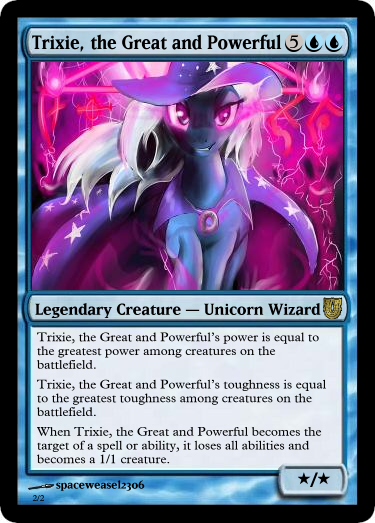 Trixie, the Great and Powerful 5
Legendary Creature — Unicorn Wizard
Trixie, the Great and Powerful's power is equal to
the greatest power among creatures on the
battlefield.
Trixie, the Great and Powerful's toughness is equal
to the greatest toughness among creatures on the
battlefield.
When Trixie, the Great and Powerful becomes the
target of a spell or ability, it loses all abilities and
becomes a 1/1 creature.
spaceweasel2306
★/★
2/2